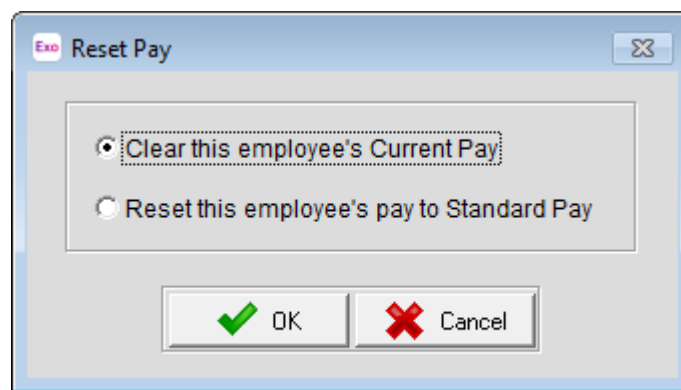 Exo Reset Pay
Clear this employee's Current Pay
Reset this employee's pay to Standard Pay
OK Cancel